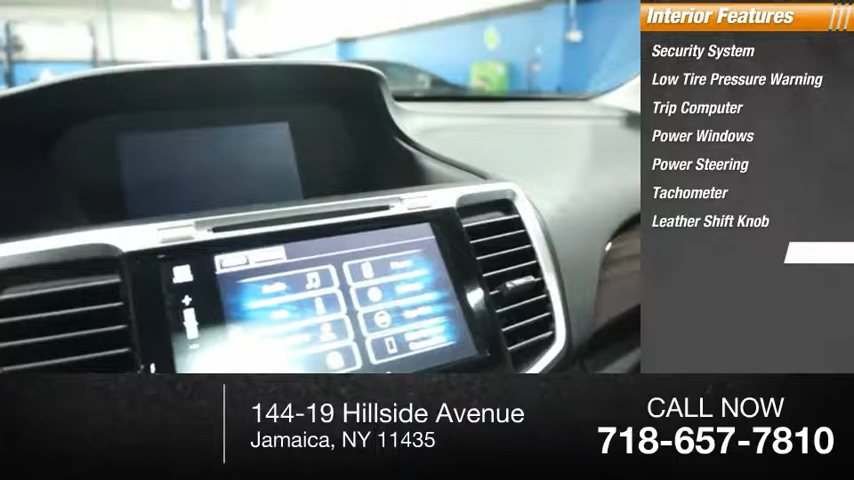 Interior Features
Security System
Low Tire Pressure Warning
Trip Computer
Power Windows
Power Steering
Tachometer
Leather Shift Knob
144-19 Hillside Avenue
Jamaica, NY 11435
CALL NOW
718-657-7810